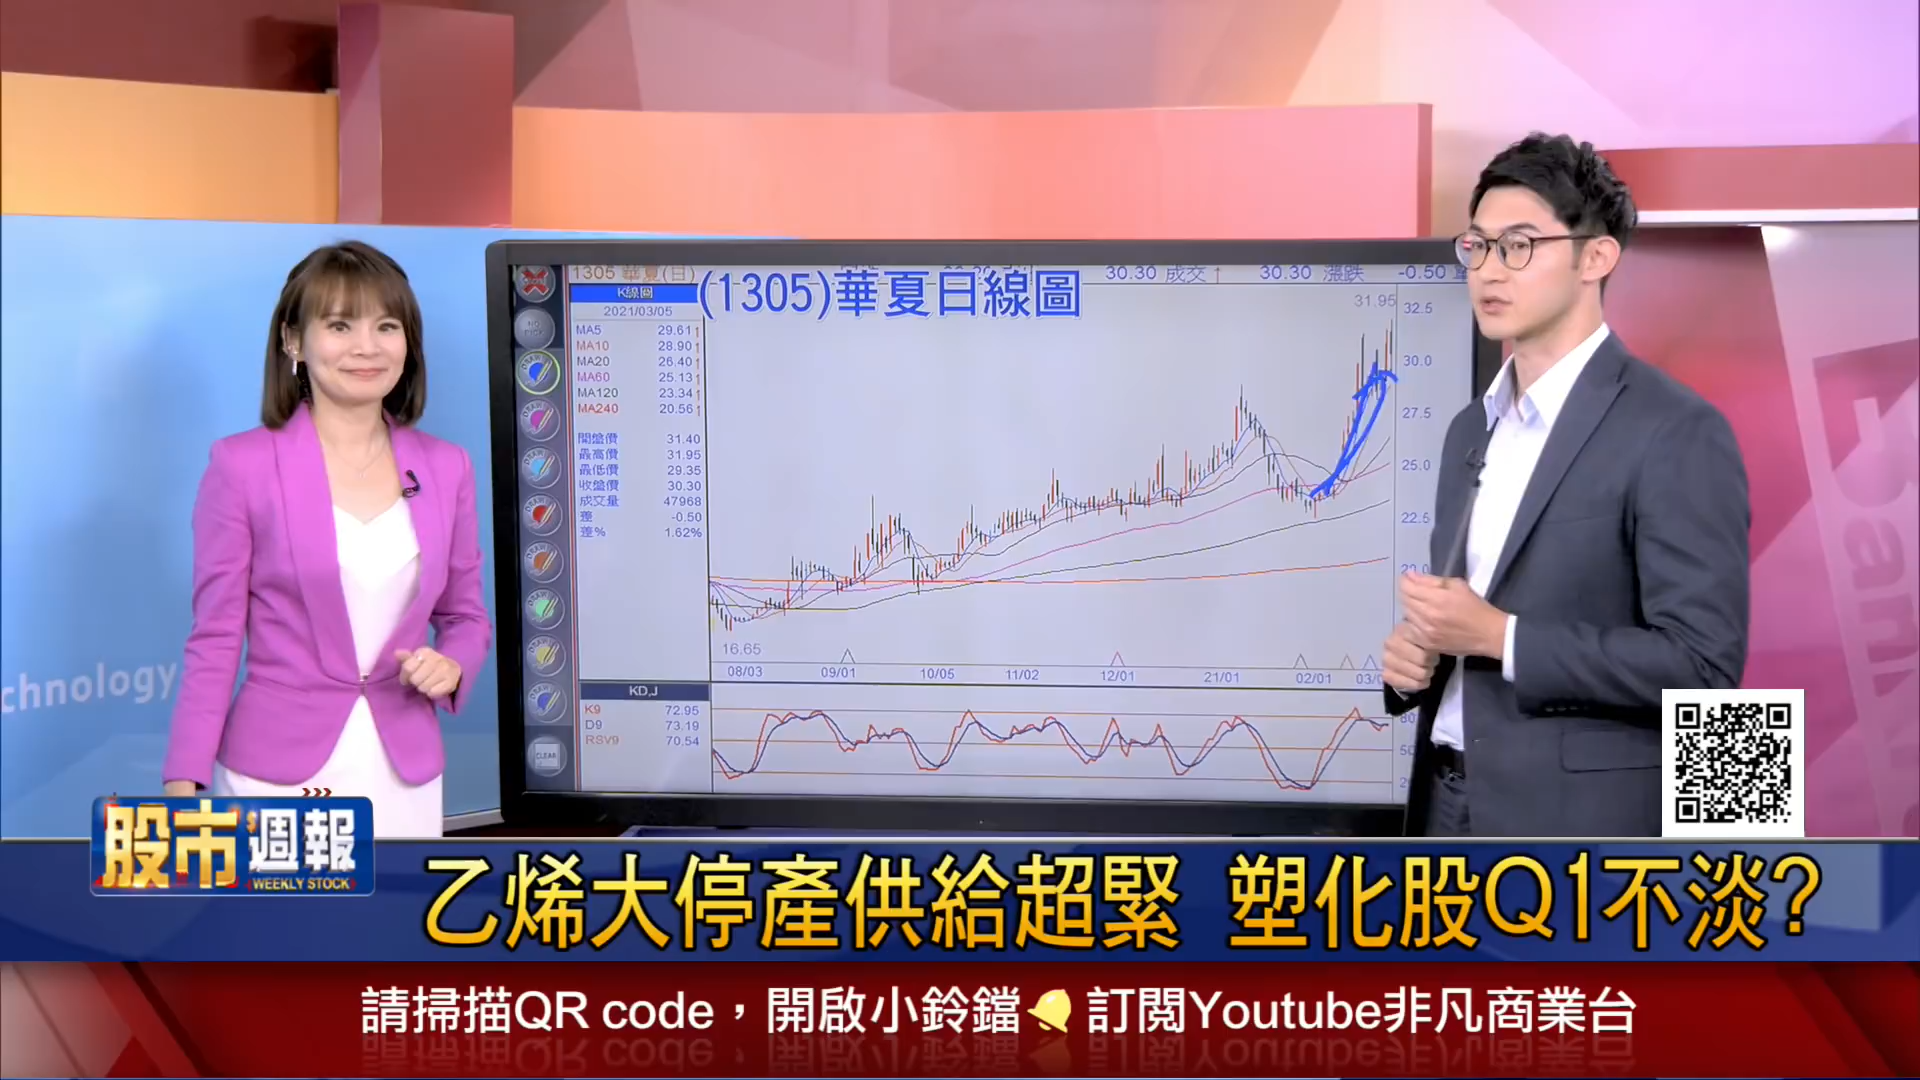 1305 華夏(日)
(1305)華夏日線圖
30.30 成交↑ 30.30 漲跌 -0.50
K線圖
2021/03/05
MA5 29.61↑
MA10 28.90↑
MA20 26.40↑
MA60 25.13↑
MA120 23.34↑
MA240 20.56↑
開盤價 31.40
最高價 31.95
最低價 29.35
收盤價 30.30
成交量 47968
差 -0.50
差% 1.62%
31.95
32.5
30.0
27.5
25.0
22.5
20.0
16.65
08/03 09/01 10/05 11/02 12/01 21/01 02/01
KD,J
K9 72.95
D9 73.19
RSV9 70.54
80
50
CLEAR
chnology
Bank
股市週報
WEEKLY STOCK
乙烯大停產供給超緊 塑化股Q1不淡?
請掃描QR code，開啟小鈴鐺🔔訂閱Youtube非凡商業台